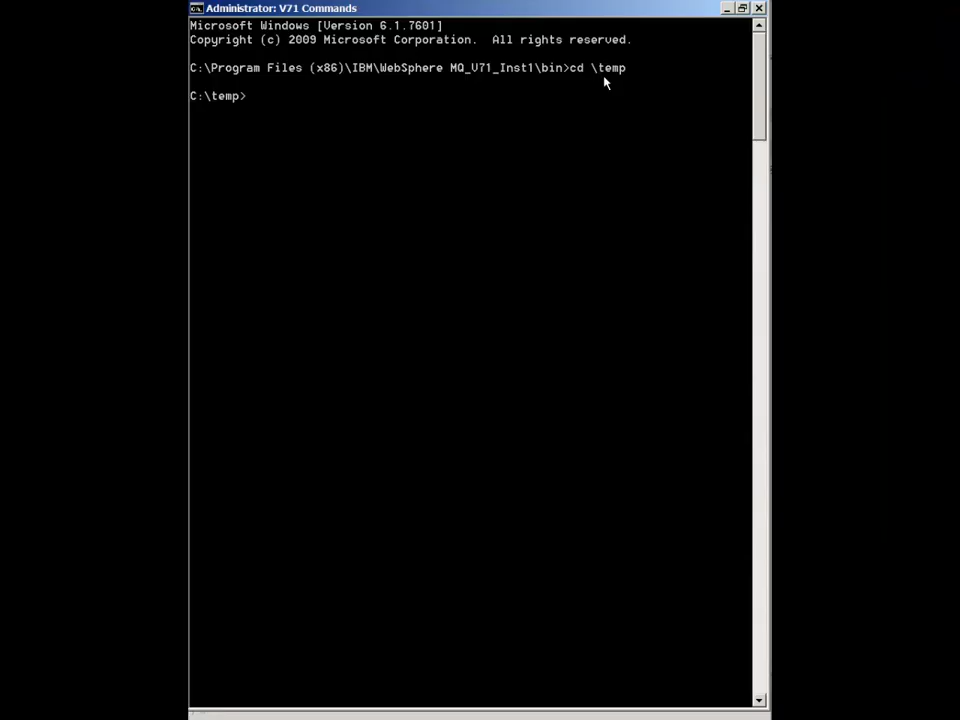 Administrator: V71 Commands
Microsoft Windows [Version 6.1.7601]
Copyright (c) 2009 Microsoft Corporation.  All rights reserved.
C:\Program Files (x86)\IBM\WebSphere MQ_V71_Inst1\bin>cd \temp
C:\temp>